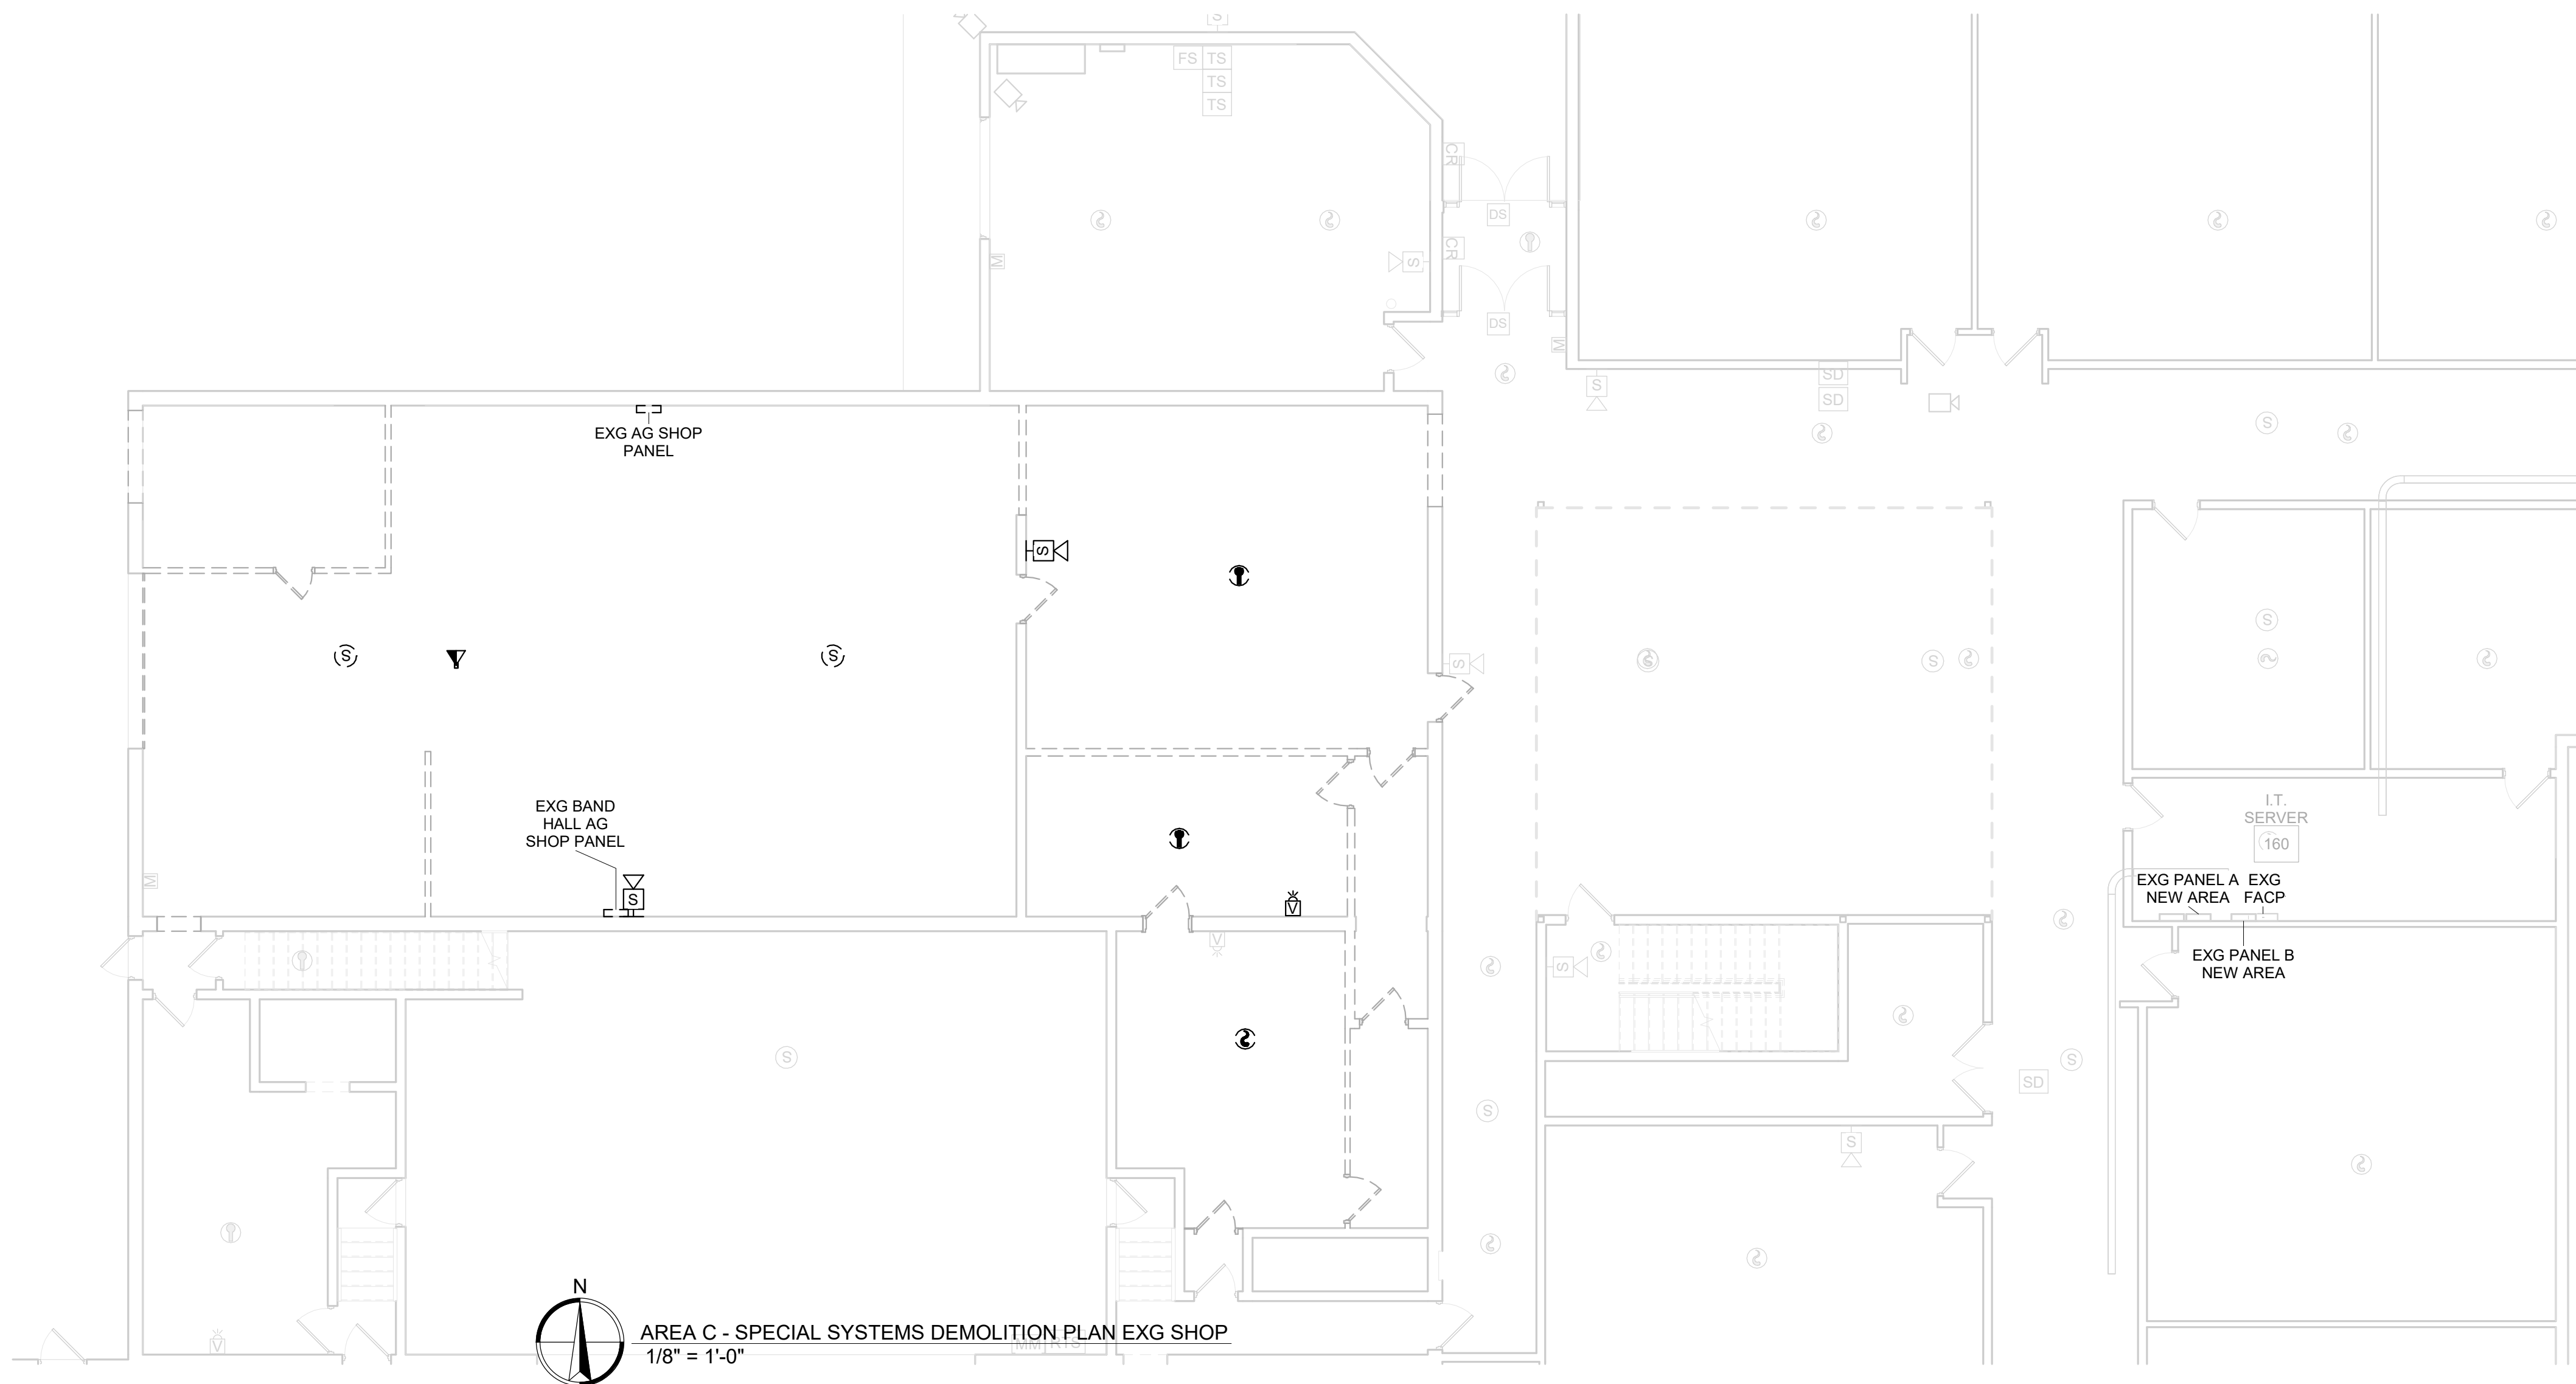 S
FS TS
TS
TS
CR
DS
CR
M
S
DS
M
S
SD
SD
S
EXG AG SHOP
PANEL
S
S
S
S
S
S
S
EXG BAND
HALL AG
SHOP PANEL
I.T.
SERVER
160
EXG PANEL A EXG
NEW AREA FACP
M
S
V
V
EXG PANEL B
NEW AREA
S
S
S
SD
S
S
N
AREA C - SPECIAL SYSTEMS DEMOLITION PLAN EXG SHOP
V
MM RTS
1/8" = 1'-0"